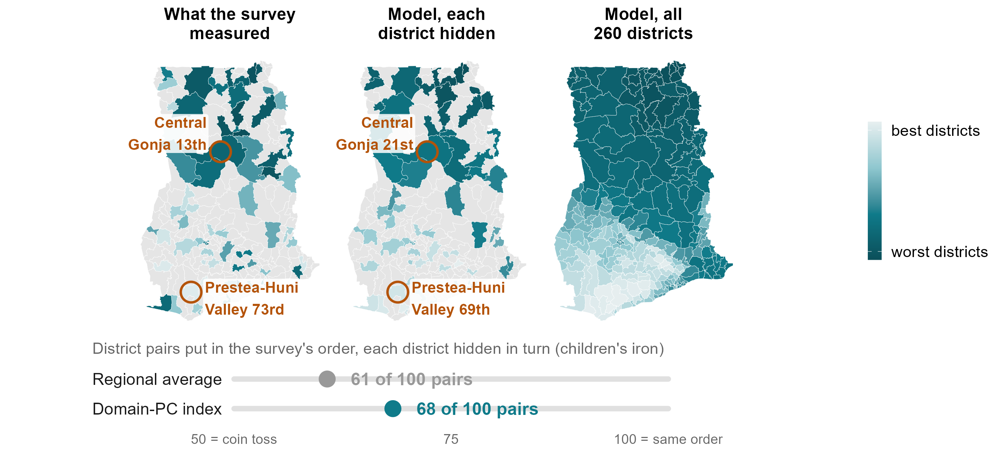 What the survey
measured
Model, each
district hidden
Model, all
260 districts
Central
Gonja 13th
Central
Gonja 21st
best districts
worst districts
Prestea-Huni
Valley 73rd
Prestea-Huni
Valley 69th
District pairs put in the survey's order, each district hidden in turn (children's iron)
Regional average
61 of 100 pairs
Domain-PC index
68 of 100 pairs
50 = coin toss
75
100 = same order